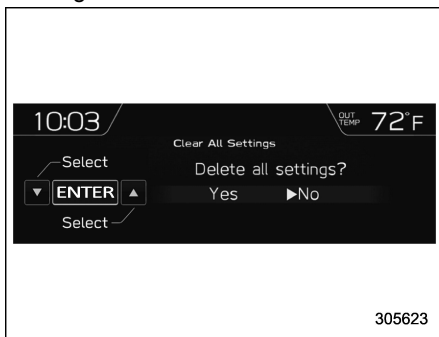 10:03
OUT TEMP 72°F
Clear All Settings
Select
Delete all settings?
▼ ENTER ▲
Yes ▶No
Select
305623